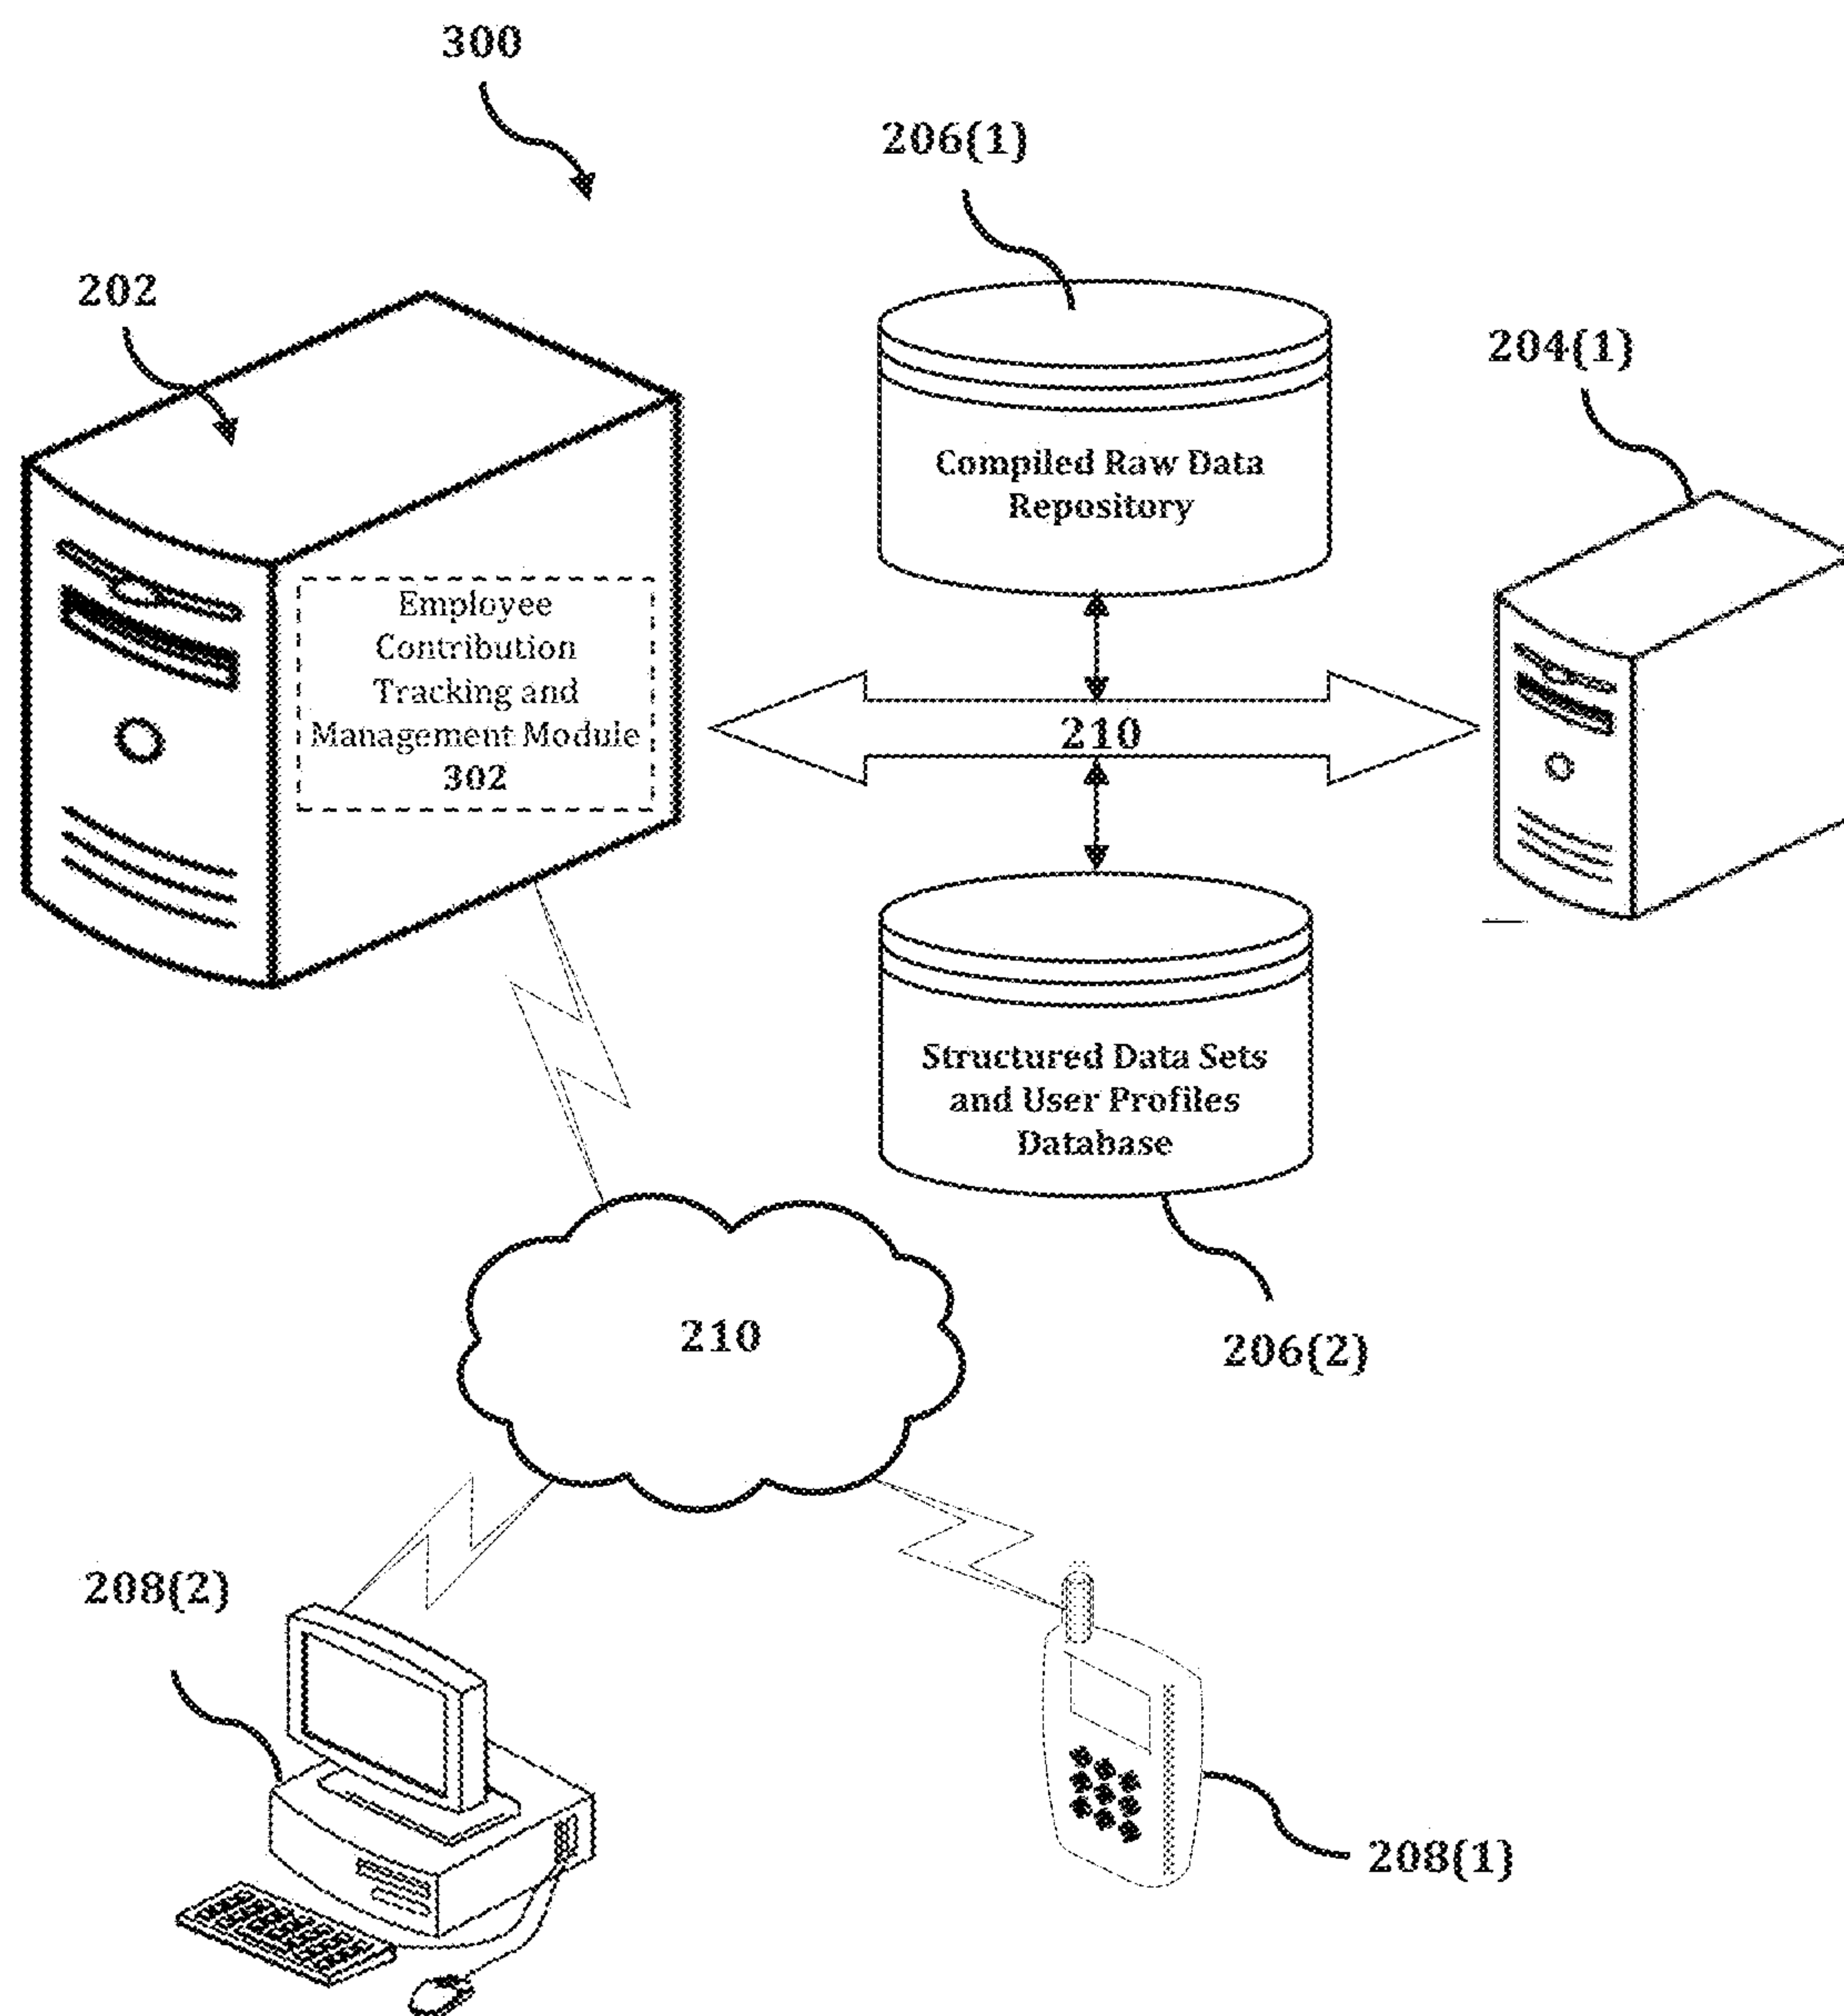 300
206(1)
202
204(1)
Compiled Raw Data
Repository
Employee
Contribution
Tracking and
Management Module
302
210
Structured Data Sets
and User Profiles
Database
210
206(2)
208(2)
208(1)